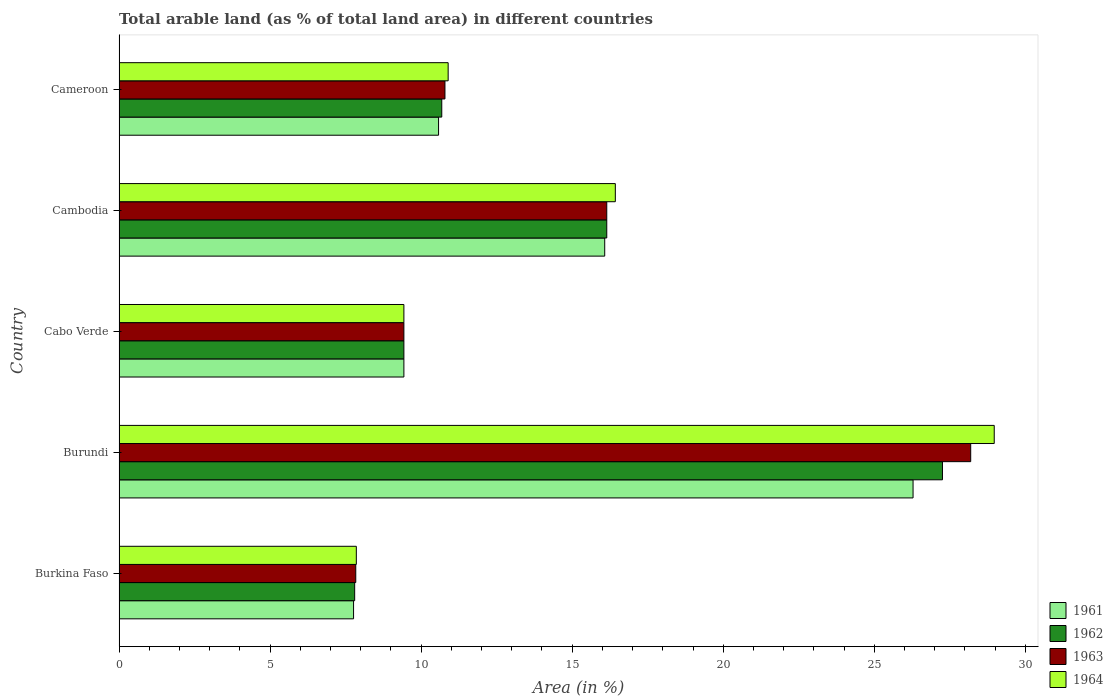 Total arable land (as % of total land area) in different countries
Cameroon
Cambodia
Cabo Verde
Burundi
Burkina Faso
Country
0
5
10
15
20
25
30
Area (in %)
1961
1962
1963
1964